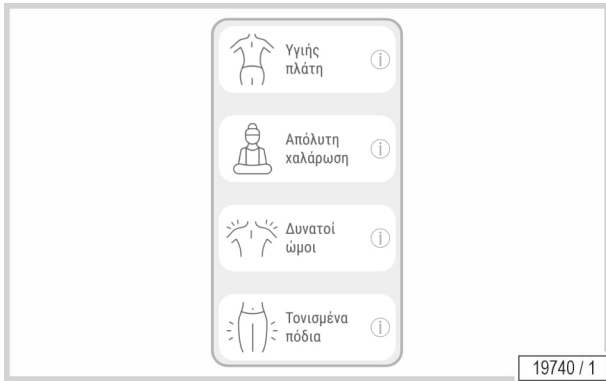 Υγιής
πλάτη
Απόλυτη
χαλάρωση
Δυνατοί
ώμοι
Τονισμένα
πόδια
19740 / 1